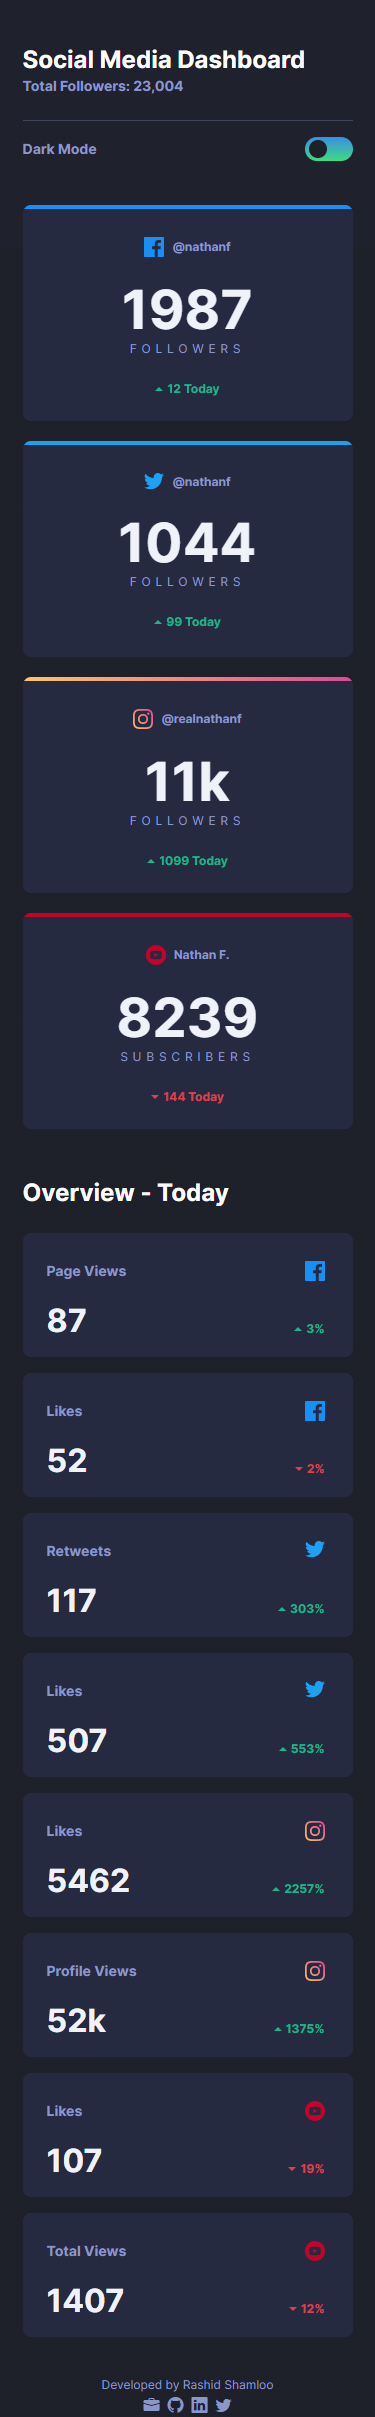 Social Media Dashboard
Total Followers: 23,004
Dark Mode
@nathanf
1987
FOLLOWERS
12 Today
@nathanf
1044
FOLLOWERS
99 Today
@realnathanf
11k
FOLLOWERS
1099 Today
Nathan F.
8239
SUBSCRIBERS
144 Today
Overview - Today
Page Views
87
3%
Likes
52
2%
Retweets
117
303%
Likes
507
553%
Likes
5462
2257%
Profile Views
52k
1375%
Likes
107
19%
Total Views
1407
12%
Developed by Rashid Shamloo